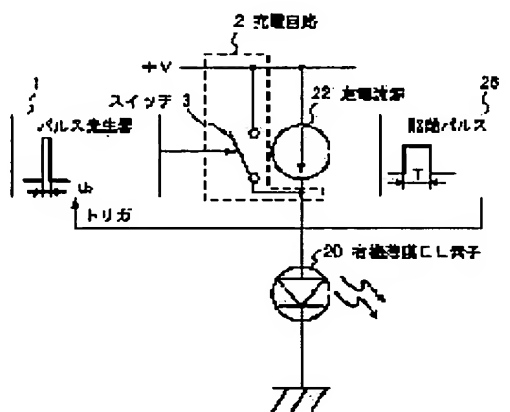 2 充電回路
+V
1
スイッチ 3
22 定電流源
26
パルス発生器
駆動パルス
T
トリガ
20 有機薄膜EL素子